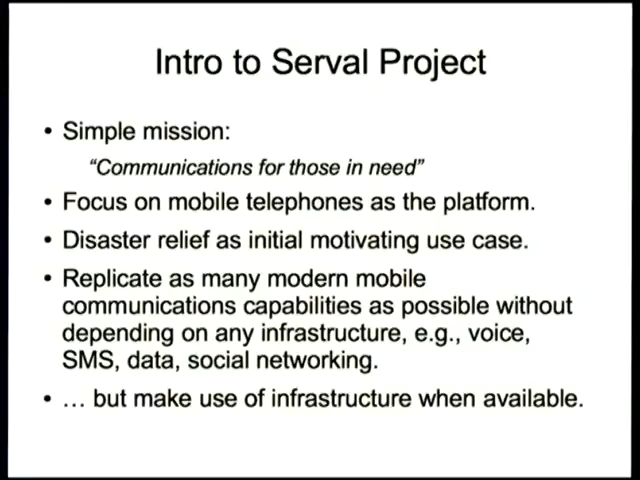 Intro to Serval Project
• Simple mission:
“Communications for those in need”
• Focus on mobile telephones as the platform.
• Disaster relief as initial motivating use case.
• Replicate as many modern mobile
communications capabilities as possible without
depending on any infrastructure, e.g., voice,
SMS, data, social networking.
• … but make use of infrastructure when available.